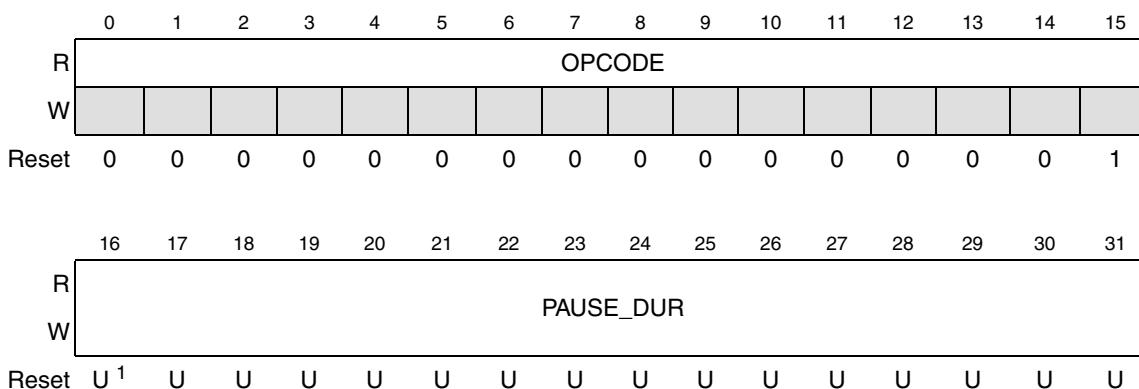 0 1 2 3 4 5 6 7 8 9 10 11 12 13 14 15
R OPCODE
W
Reset 0 0 0 0 0 0 0 0 0 0 0 0 0 0 0 1
16 17 18 19 20 21 22 23 24 25 26 27 28 29 30 31
R
PAUSE_DUR
W
Reset U 1 U U U U U U U U U U U U U U U